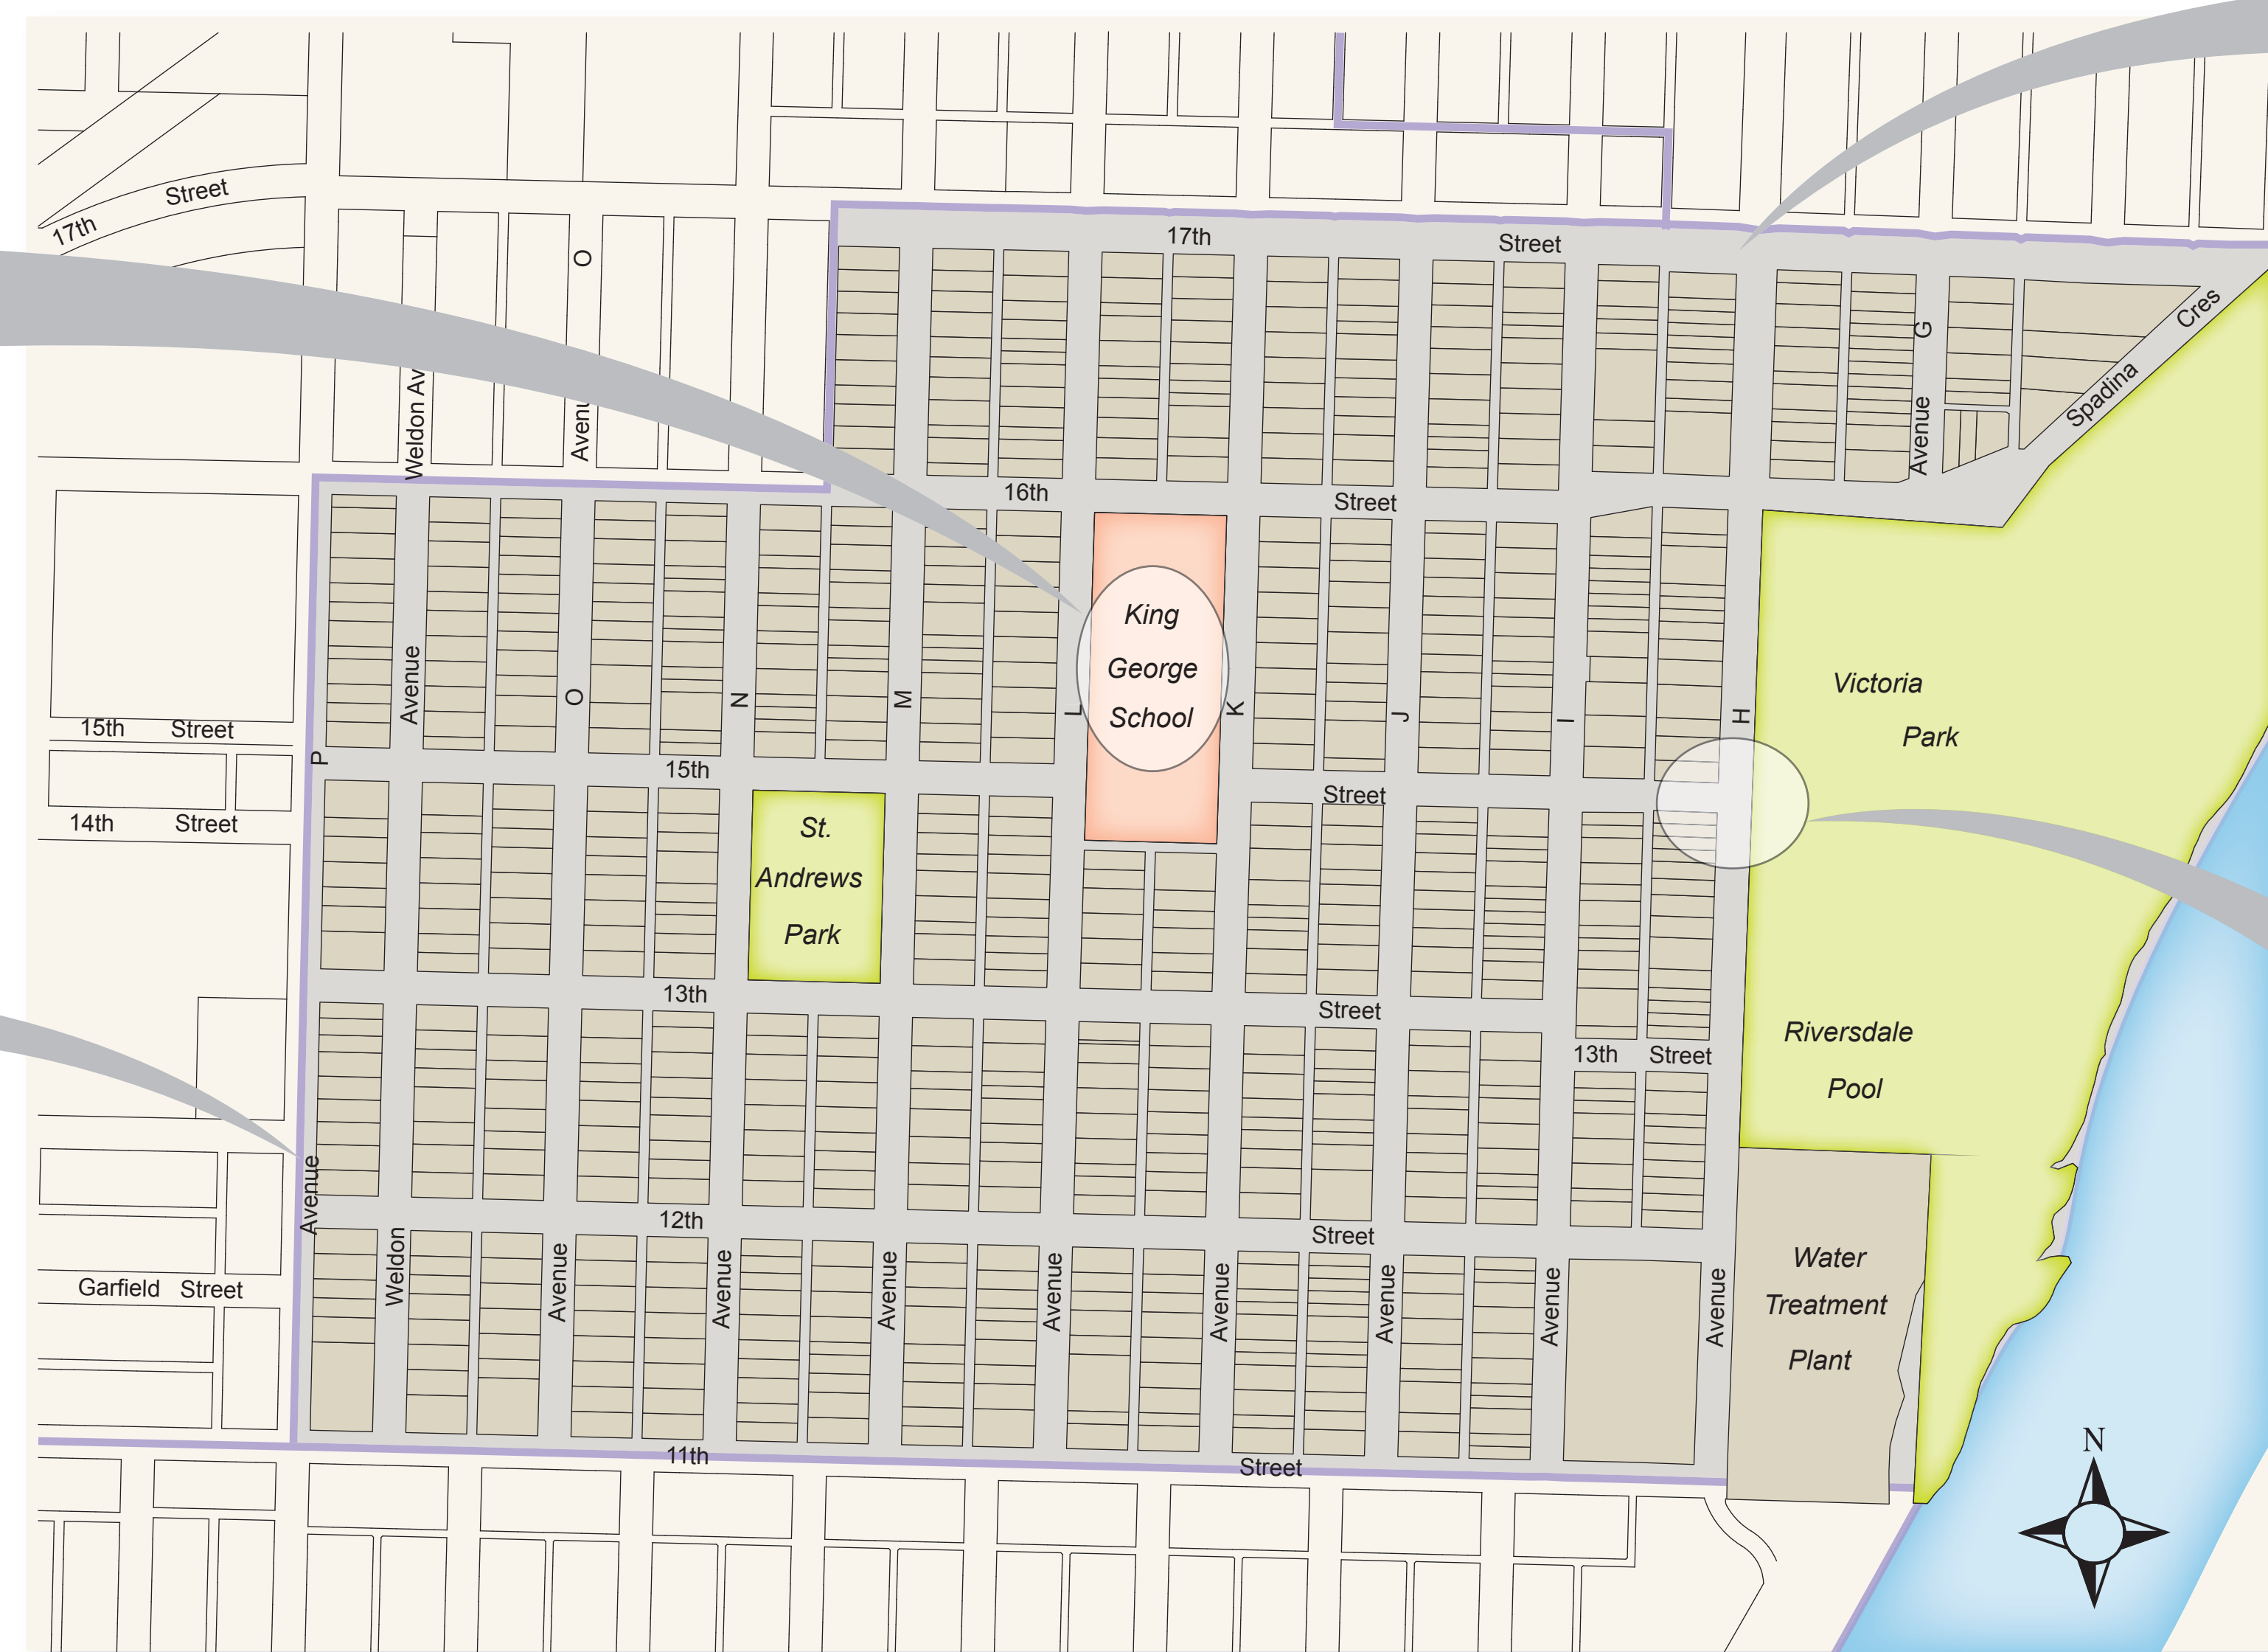 17th Street
17th
Street
O
Weldon Av
Avenu
G
Avenue
Spadina Cres
16th
Street
King
George
School
Victoria
Park
Avenue
O
N
M
L
K
J
I
H
P
15th Street
15th
Street
14th Street
St.
Andrews
Park
13th
Street
Riversdale
Pool
13th Street
Avenue
12th
Street
Water
Treatment
Plant
Garfield Street
Weldon
Avenue
Avenue
Avenue
Avenue
Avenue
Avenue
Avenue
Avenue
11th
Street
N